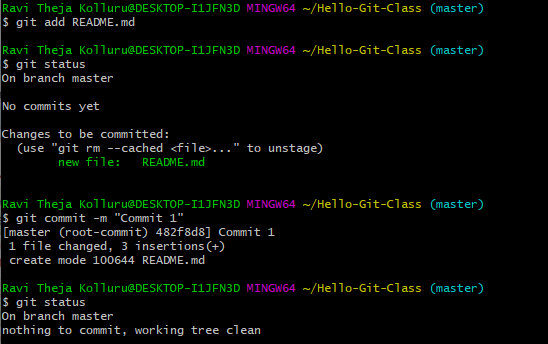 Ravi Theja Kolluru@DESKTOP-I1JFN3D MINGW64 ~/Hello-Git-Class (master)
$ git add README.md
Ravi Theja Kolluru@DESKTOP-I1JFN3D MINGW64 ~/Hello-Git-Class (master)
$ git status
On branch master
No commits yet
Changes to be committed:
  (use "git rm --cached <file>..." to unstage)
        new file:   README.md
Ravi Theja Kolluru@DESKTOP-I1JFN3D MINGW64 ~/Hello-Git-Class (master)
$ git commit -m "Commit 1"
[master (root-commit) 482f8d8] Commit 1
 1 file changed, 3 insertions(+)
 create mode 100644 README.md
Ravi Theja Kolluru@DESKTOP-I1JFN3D MINGW64 ~/Hello-Git-Class (master)
$ git status
On branch master
nothing to commit, working tree clean